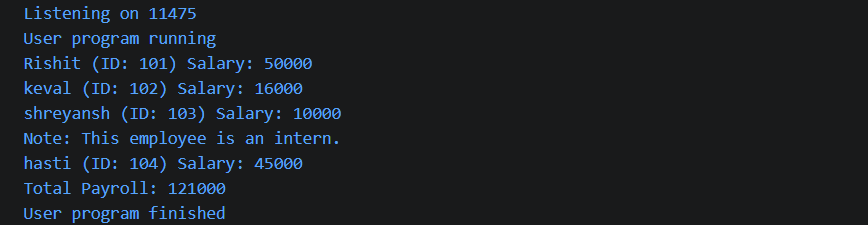 Listening on 11475
User program running
Rishit (ID: 101) Salary: 50000
keval (ID: 102) Salary: 16000
shreyansh (ID: 103) Salary: 10000
Note: This employee is an intern.
hasti (ID: 104) Salary: 45000
Total Payroll: 121000
User program finished